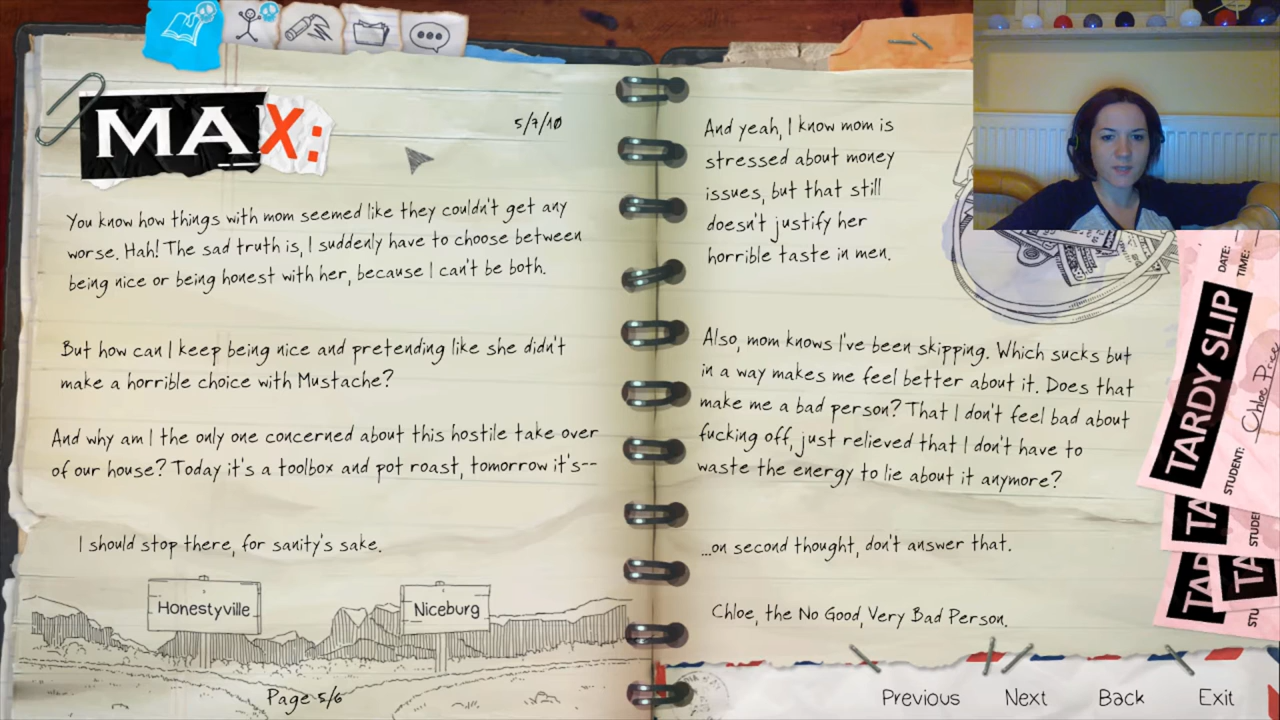 MAX:
5/7/10
You know how things with mom seemed like they couldn't get any
worse. Hah! The sad truth is, I suddenly have to choose between
being nice or being honest with her, because I can't be both.
But how can I keep being nice and pretending like she didn't
make a horrible choice with Mustache?
And why am I the only one concerned about this hostile take over
of our house? Today it's a toolbox and pot roast, tomorrow it's--
I should stop there, for sanity's sake.
Honestyville
Niceburg
Page 5/6
And yeah, I know mom is
stressed about money
issues, but that still
doesn't justify her
horrible taste in men.
Also, mom knows I've been skipping. Which sucks but
in a way makes me feel better about it. Does that
make me a bad person? That I don't feel bad about
fucking off, just relieved that I don't have to
waste the energy to lie about it anymore?
...on second thought, don't answer that.
Chloe, the No Good, Very Bad Person.
TARDY SLIP
DATE:
TIME:
STUDENT: Chloe Price
TA
STUDE
TA
TA
STU
Previous
Next
Back
Exit